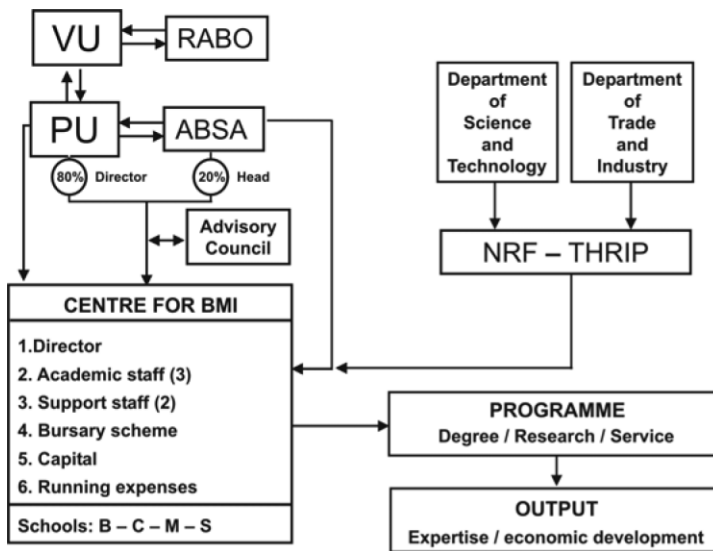 VU
RABO
PU
ABSA
80%
Director
20%
Head
Advisory
Council
Department
of
Science
and
Technology
Department
of
Trade
and
Industry
NRF – THRIP
CENTRE FOR BMI
1.Director
2. Academic staff (3)
3. Support staff (2)
4. Bursary scheme
5. Capital
6. Running expenses
Schools: B – C – M – S
PROGRAMME
Degree / Research / Service
OUTPUT
Expertise / economic development